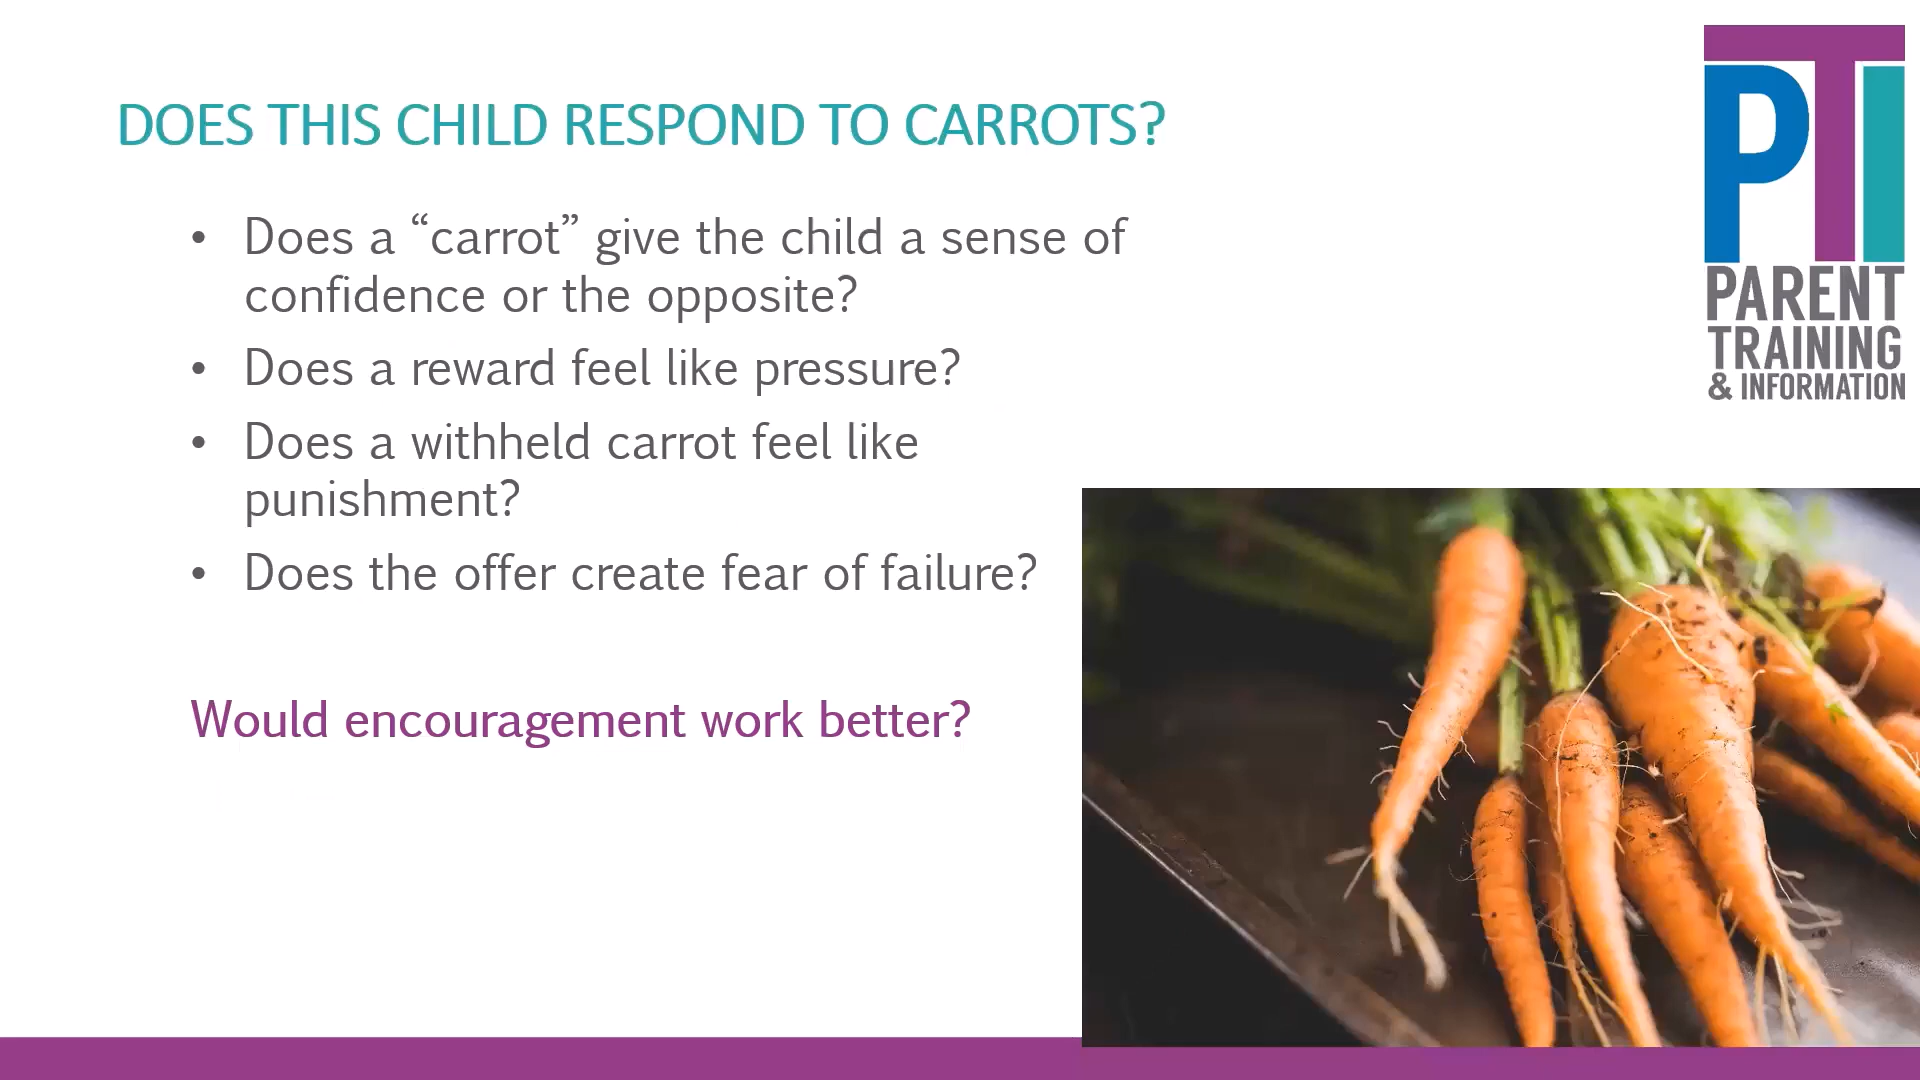 DOES THIS CHILD RESPOND TO CARROTS?
• Does a “carrot” give the child a sense of
confidence or the opposite?
• Does a reward feel like pressure?
• Does a withheld carrot feel like
punishment?
• Does the offer create fear of failure?
Would encouragement work better?
PTI
PARENT
TRAINING
& INFORMATION